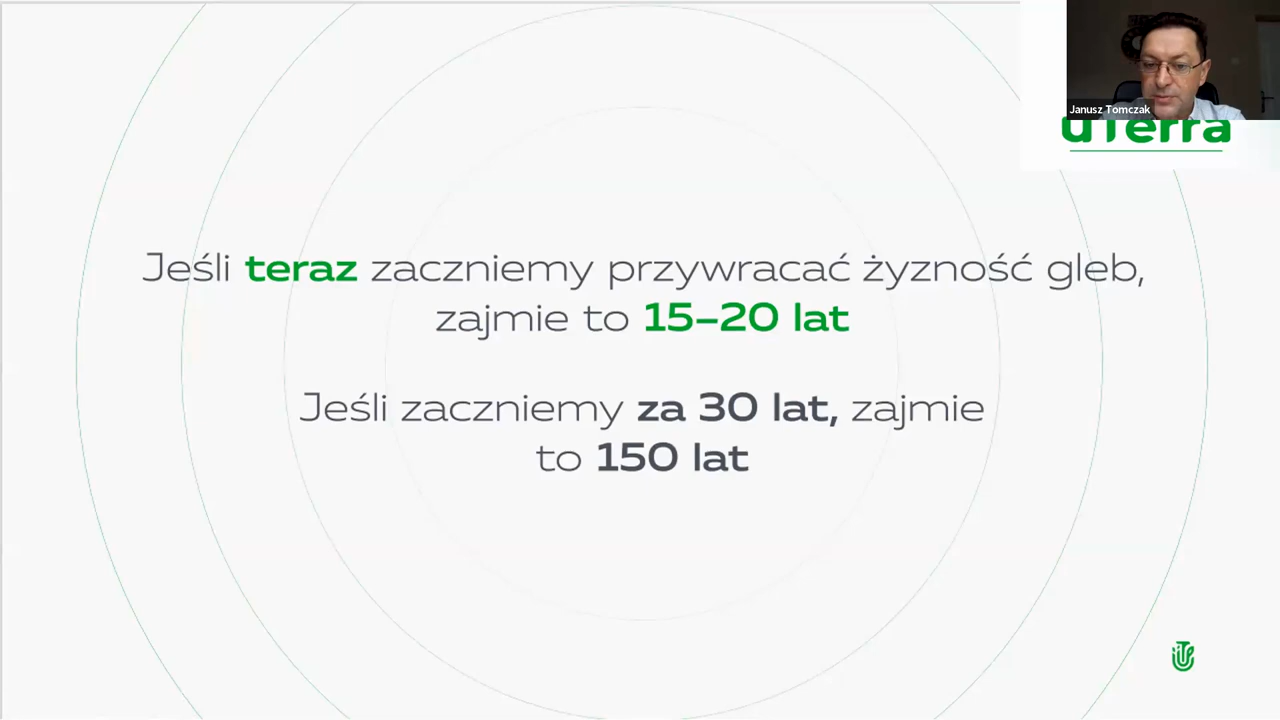 Janusz Tomczak
uTerra
Jeśli teraz zaczniemy przywracać żyzność gleb,
zajmie to 15–20 lat
Jeśli zaczniemy za 30 lat, zajmie
to 150 lat